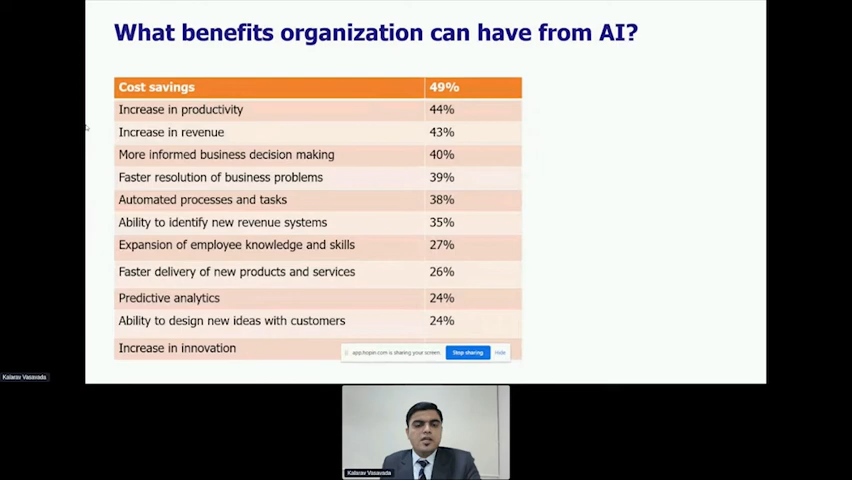 What benefits organization can have from AI?
Cost savings 49%
Increase in productivity 44%
Increase in revenue 43%
More informed business decision making 40%
Faster resolution of business problems 39%
Automated processes and tasks 38%
Ability to identify new revenue systems 35%
Expansion of employee knowledge and skills 27%
Faster delivery of new products and services 26%
Predictive analytics 24%
Ability to design new ideas with customers 24%
Increase in innovation
app.hopin.com is sharing your screen. Stop sharing Hide
Kalarav Vasavada
Kalarav Vasavada